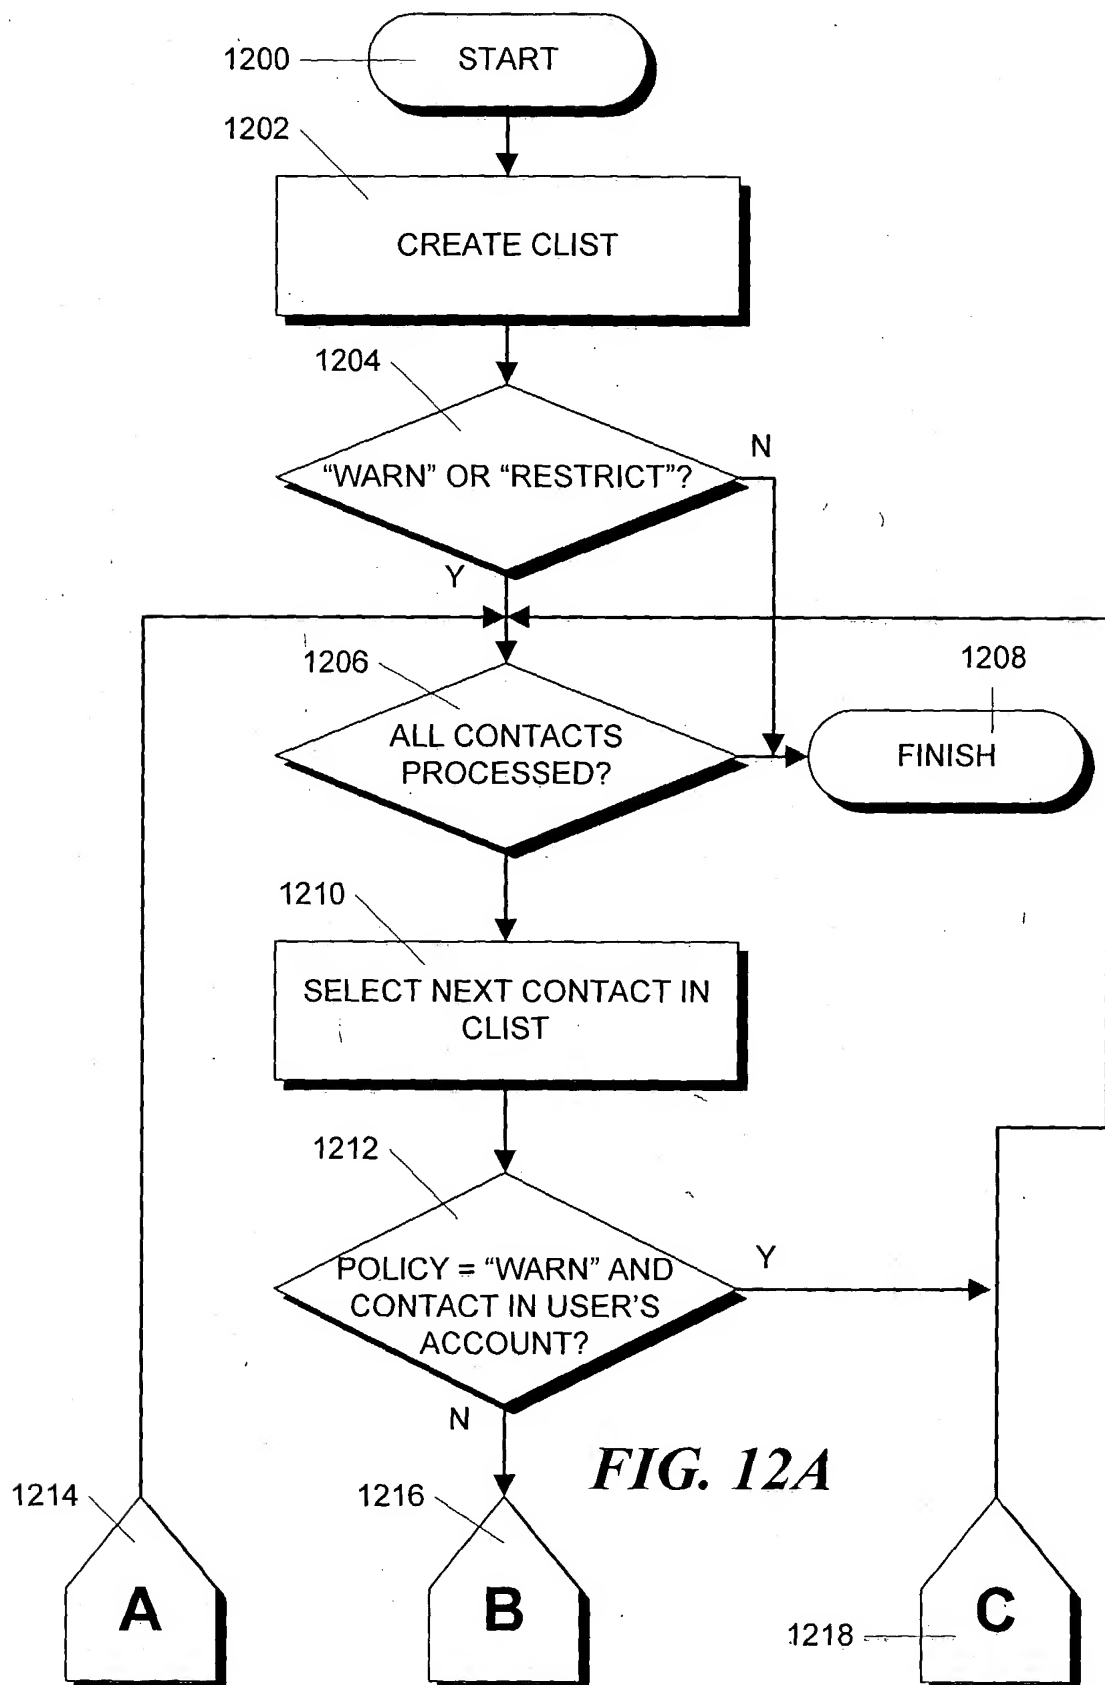 1200
START
1202
CREATE CLIST
1204
“WARN” OR “RESTRICT”?
N
Y
1206
1208
ALL CONTACTS
PROCESSED?
FINISH
1210
SELECT NEXT CONTACT IN
CLIST
1212
POLICY = “WARN” AND
CONTACT IN USER’S
ACCOUNT?
Y
N
FIG. 12A
1214
1216
A
B
C
1218